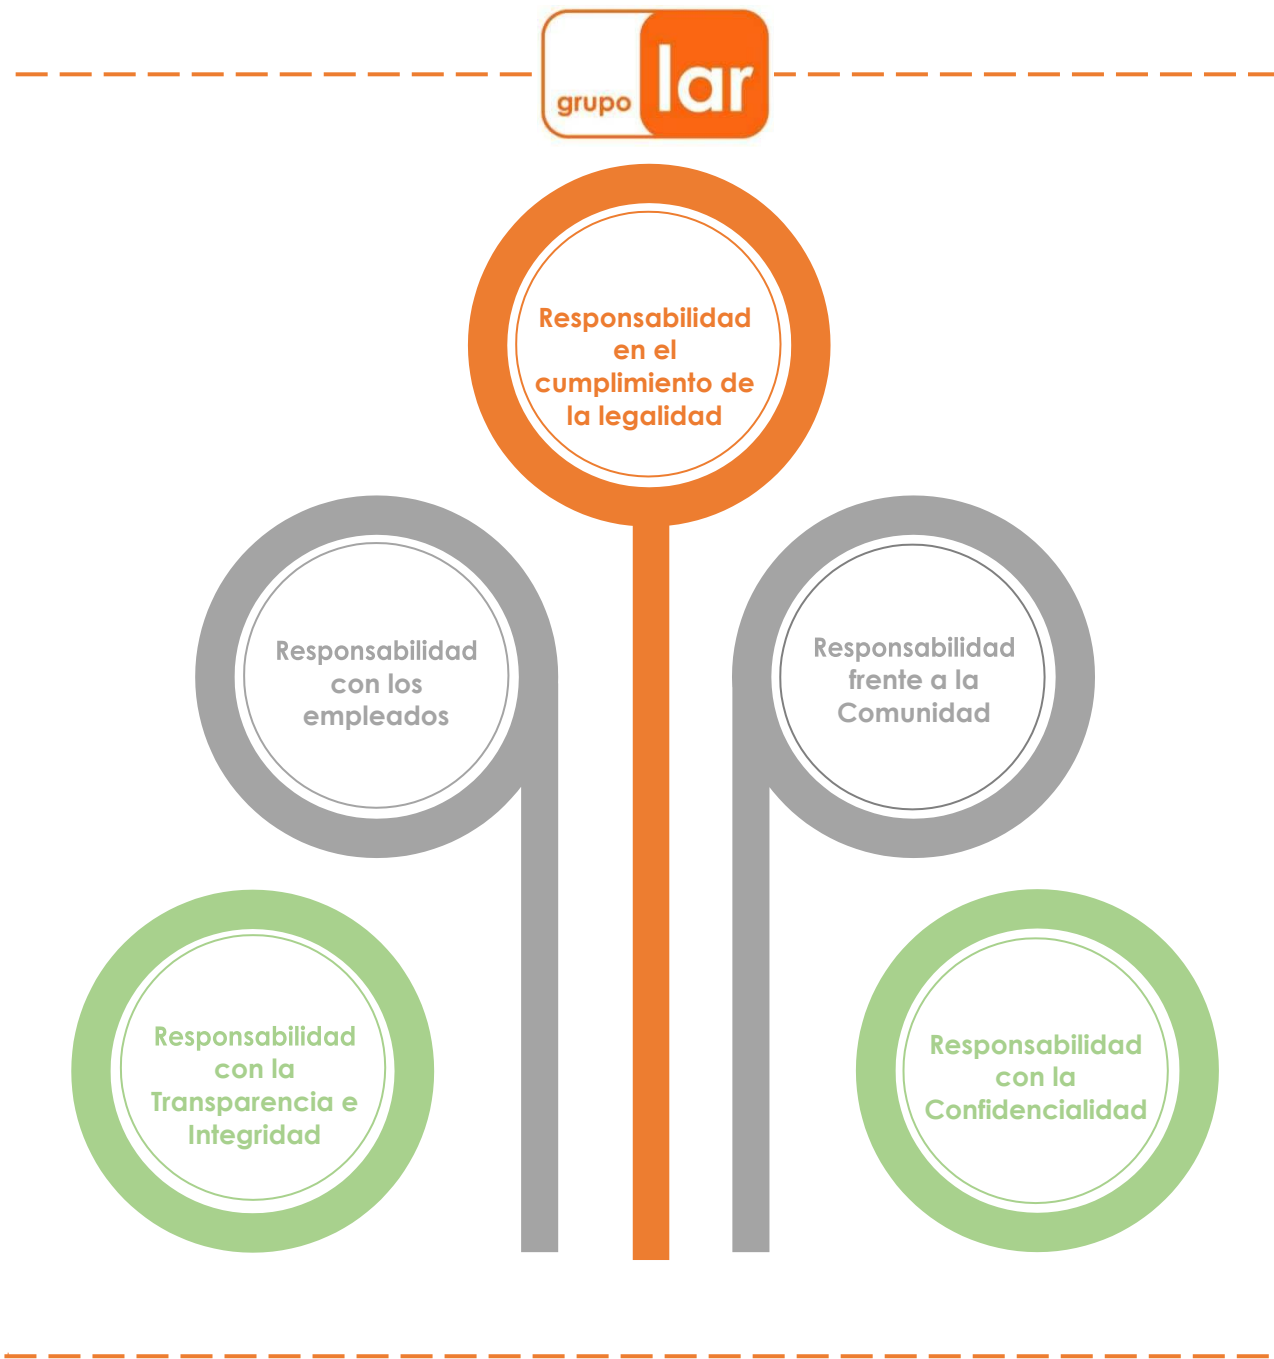 grupo lar
Responsabilidad
en el
cumplimiento de
la legalidad
Responsabilidad
con los
empleados
Responsabilidad
frente a la
Comunidad
Responsabilidad
con la
Transparencia e
Integridad
Responsabilidad
con la
Confidencialidad